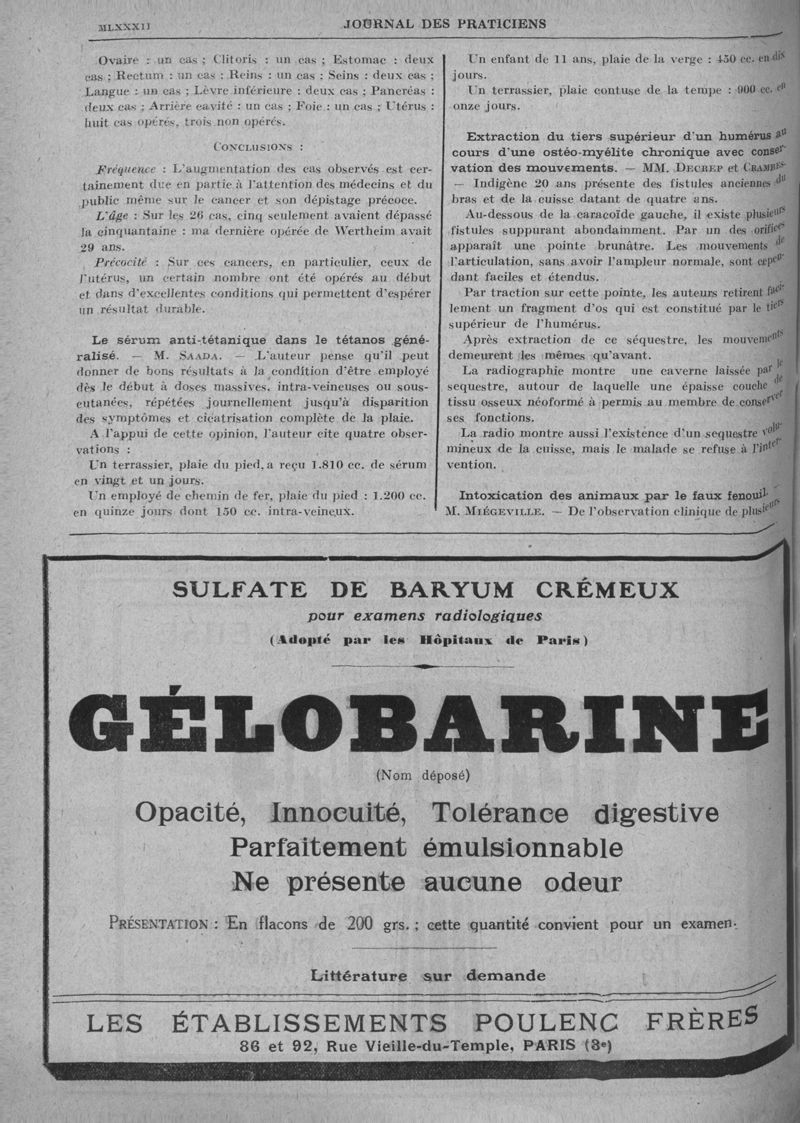 MLXXXII
JOURNAL DES PRATICIENS
Ovaire : un cas ; Clitoris : un cas ; Estomac : deux
cas ; Rectum : un cas : Reins : un cas : Seins : deux cas ;
Langue : un cas ; Lèvre inférieure : deux cas ; Pancréas :
deux cas ; Arrière cavité : un cas ; Foie : un cas ; Utérus :
huit cas opérés, trois non opérés.
CONCLUSIONS :
Fréquence : L'augmentation des cas observés est cer-
tainement due en partie à l'attention des médecins et du
public même sur le cancer et son dépistage précoce.
L'âge : Sur les 26 cas, cinq seulement avaient dépassé
la cinquantaine : ma dernière opérée de Wertheim avait
29 ans.
Précocité : Sur ces cancers, en particulier, ceux de
l'utérus, un certain nombre ont été opérés au début
et dans d'excellentes conditions qui permettent d'espérer
un résultat durable.
Le sérum anti-tétanique dans le tétanos géné-
ralisé. — M. SAADA. — L'auteur pense qu'il peut
donner de bons résultats à la condition d'être employé
dès le début à doses massives, intra-veineuses ou sous-
cutanées, répétées journellement jusqu'à disparition
des symptômes et cicatrisation complète de la plaie.
A l'appui de cette opinion, l'auteur cite quatre obser-
vations :
Un terrassier, plaie du pied, a reçu 1.810 cc. de sérum
en vingt et un jours.
Un employé de chemin de fer, plaie du pied : 1.200 cc.
en quinze jours dont 150 cc. intra-veineux.
Un enfant de 11 ans, plaie de la verge : 450 cc. en dix
jours.
Un terrassier, plaie contuse de la tempe : 900 cc. en
onze jours.
Extraction du tiers supérieur d'un humérus au
cours d'une ostéo-myélite chronique avec conser-
vation des mouvements. — MM. DECREP et CRAMBES
— Indigène 20 ans présente des fistules anciennes du
bras et de la cuisse datant de quatre ans.
Au-dessous de la caracoïde gauche, il existe plusieurs
fistules suppurant abondamment. Par un des orifices
apparaît une pointe brunâtre. Les mouvements de
l'articulation, sans avoir l'ampleur normale, sont cepen-
dant faciles et étendus.
Par traction sur cette pointe, les auteurs retirent faci-
lement un fragment d'os qui est constitué par le tiers
supérieur de l'humérus.
Après extraction de ce séquestre, les mouvements
demeurent les mêmes qu'avant.
La radiographie montre une caverne laissée par le
sequestre, autour de laquelle une épaisse couche de
tissu osseux néoformé à permis au membre de conserver
ses fonctions.
La radio montre aussi l'existence d'un sequestre volu-
mineux de la cuisse, mais le malade se refuse à l'inter-
vention.
Intoxication des animaux par le faux fenouil.
M. MIÉGEVILLE. — De l'observation clinique de plusieurs
SULFATE DE BARYUM CRÉMEUX
pour examens radiologiques
(Adopté par les Hôpitaux de Paris)
GÉLOBARINE
(Nom déposé)
Opacité, Innocuité, Tolérance digestive
Parfaitement émulsionnable
Ne présente aucune odeur
PRÉSENTATION : En flacons de 200 grs. ; cette quantité convient pour un examen.
Littérature sur demande
LES ÉTABLISSEMENTS POULENC FRÈRES
86 et 92, Rue Vieille-du-Temple, PARIS (3e)